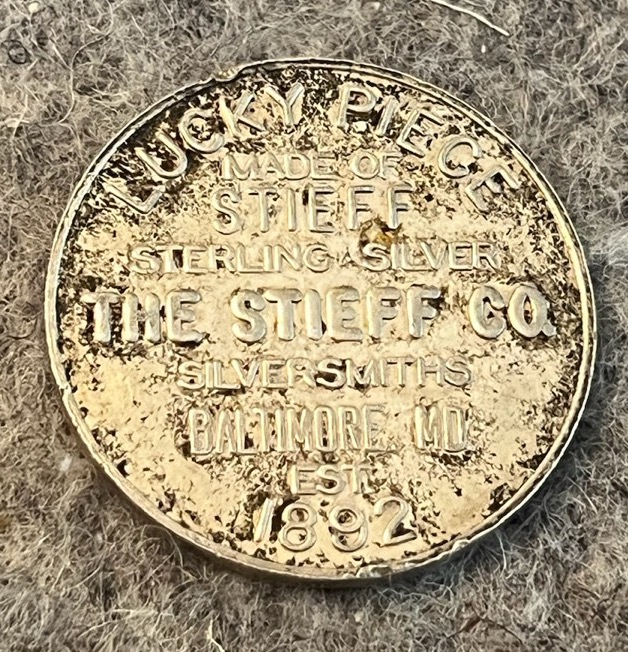 LUCKY PIECE
MADE OF
STIEFF
STERLING SILVER
THE STIEFF CO.
SILVERSMITHS
BALTIMORE MD
EST.
1892